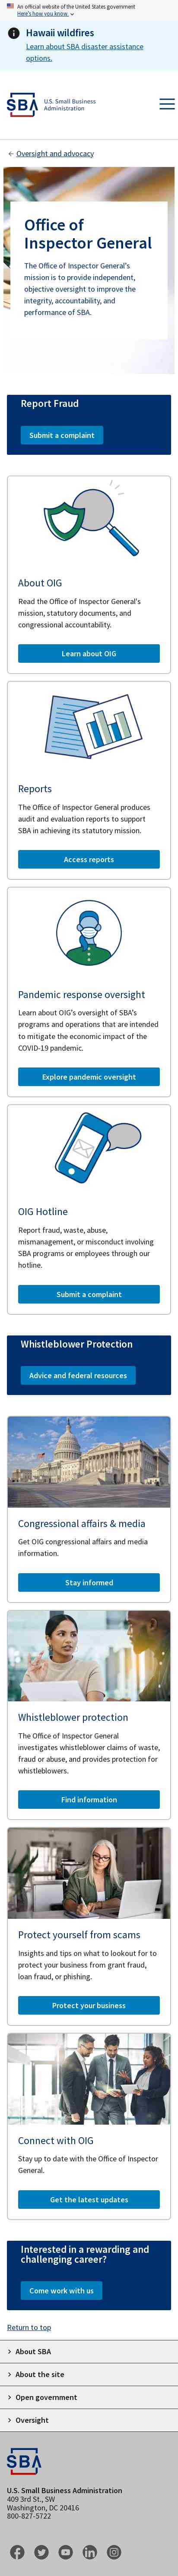 An official website of the United States government
Here's how you know
Hawaii wildfires
Learn about SBA disaster assistance
options.
SBA
U.S. Small Business
Administration
Oversight and advocacy
Office of
Inspector General
The Office of Inspector General's
mission is to provide independent,
objective oversight to improve the
integrity, accountability, and
performance of SBA.
Report Fraud
Submit a complaint
About OIG
Read the Office of Inspector General's
mission, statutory documents, and
congressional accountability.
Learn about OIG
Reports
The Office of Inspector General produces
audit and evaluation reports to support
SBA in achieving its statutory mission.
Access reports
Pandemic response oversight
Learn about OIG's oversight of SBA's
programs and operations that are intended
to mitigate the economic impact of the
COVID-19 pandemic.
Explore pandemic oversight
OIG Hotline
Report fraud, waste, abuse,
mismanagement, or misconduct involving
SBA programs or employees through our
hotline.
Submit a complaint
Whistleblower Protection
Advice and federal resources
Congressional affairs & media
Get OIG congressional affairs and media
information.
Stay informed
Whistleblower protection
The Office of Inspector General
investigates whistleblower claims of waste,
fraud or abuse, and provides protection for
whistleblowers.
Find information
Protect yourself from scams
Insights and tips on what to lookout for to
protect your business from grant fraud,
loan fraud, or phishing.
Protect your business
Connect with OIG
Stay up to date with the Office of Inspector
General.
Get the latest updates
Interested in a rewarding and
challenging career?
Come work with us
Return to top
About SBA
About the site
Open government
Oversight
SBA
U.S. Small Business Administration
409 3rd St., SW
Washington, DC 20416
800-827-5722